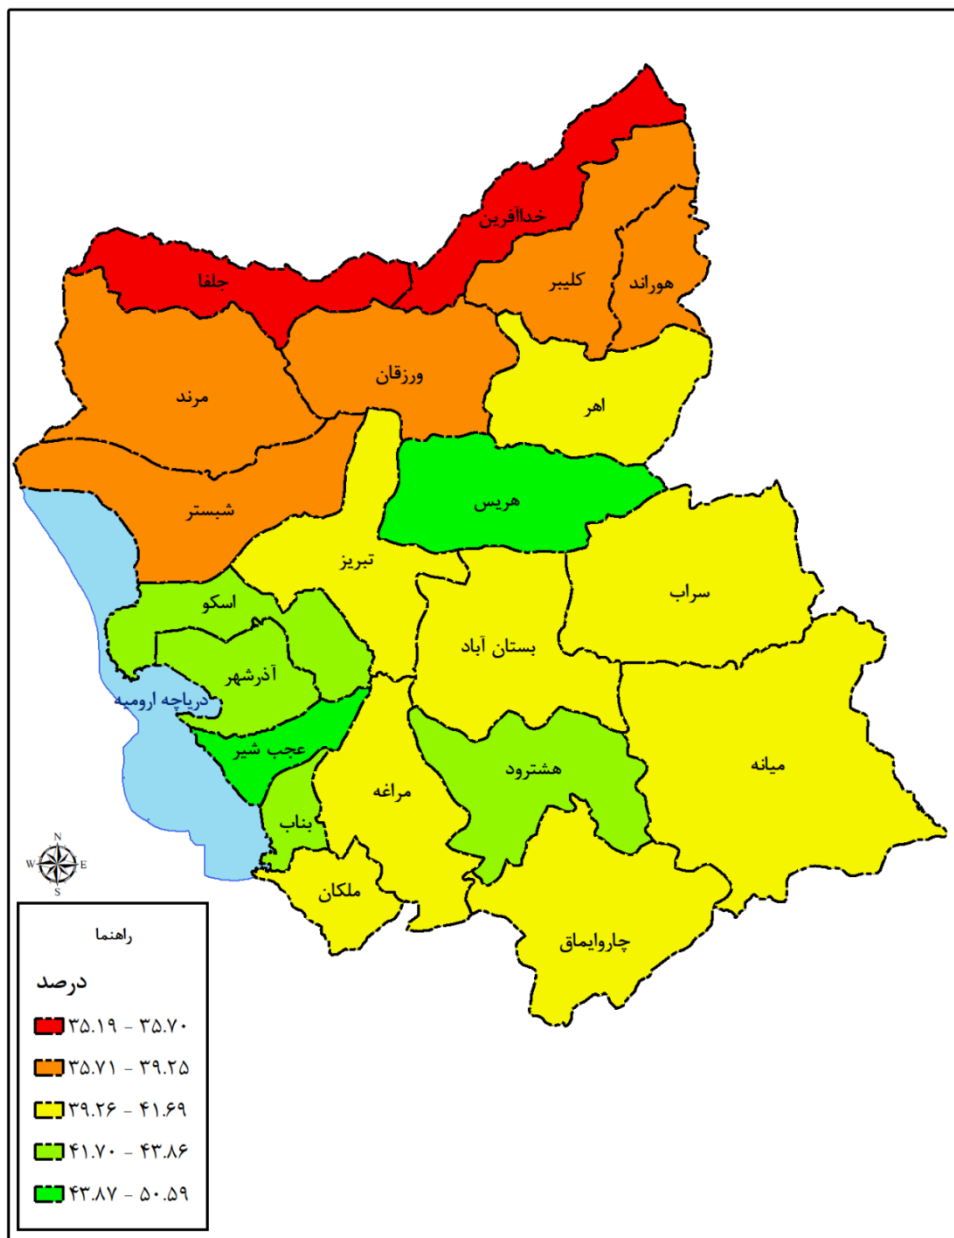 خداآفرین
جلفا
کلیبر
هوراند
ورزقان
مرند
اهر
هریس
شبستر
تبریز
سراب
اسکو
بستان آباد
آذرشهر
دریاچه ارومیه
عجب شیر
هشترود
میانه
مراغه
بناب
ملکان
چاروایماق
N
W E
S
راهنما
درصد
۳۵.۱۹ - ۳۵.۷۰
۳۵.۷۱ - ۳۹.۲۵
۳۹.۲۶ - ۴۱.۶۹
۴۱.۷۰ - ۴۳.۸۶
۴۳.۸۷ - ۵۰.۵۹